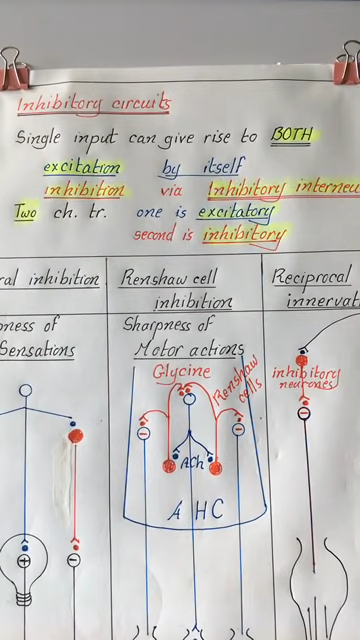 Inhibitory circuits
Single input can give rise to BOTH
excitation by itself
inhibition via Inhibitory interneu
Two ch. tr. one is excitatory
second is inhibitory
ral inhibition
ness of
Sensations
Renshaw cell
inhibition
Sharpness of
Motor actions
Glycine
Renshaw
cells
ACh
AHC
Reciprocal
innervat
inhibitory
neurones